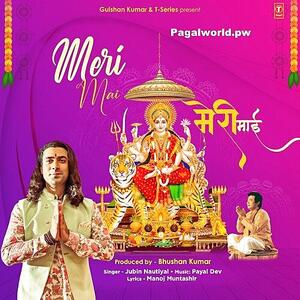 Gulshan Kumar & T-Series present
T-SERIES
Pagalworld.pw
Meri
Mai
मेरी माई
Produced by - Bhushan Kumar
Singer - Jubin Nautiyal - Music: Payal Dev
Lyrics - Manoj Muntashir